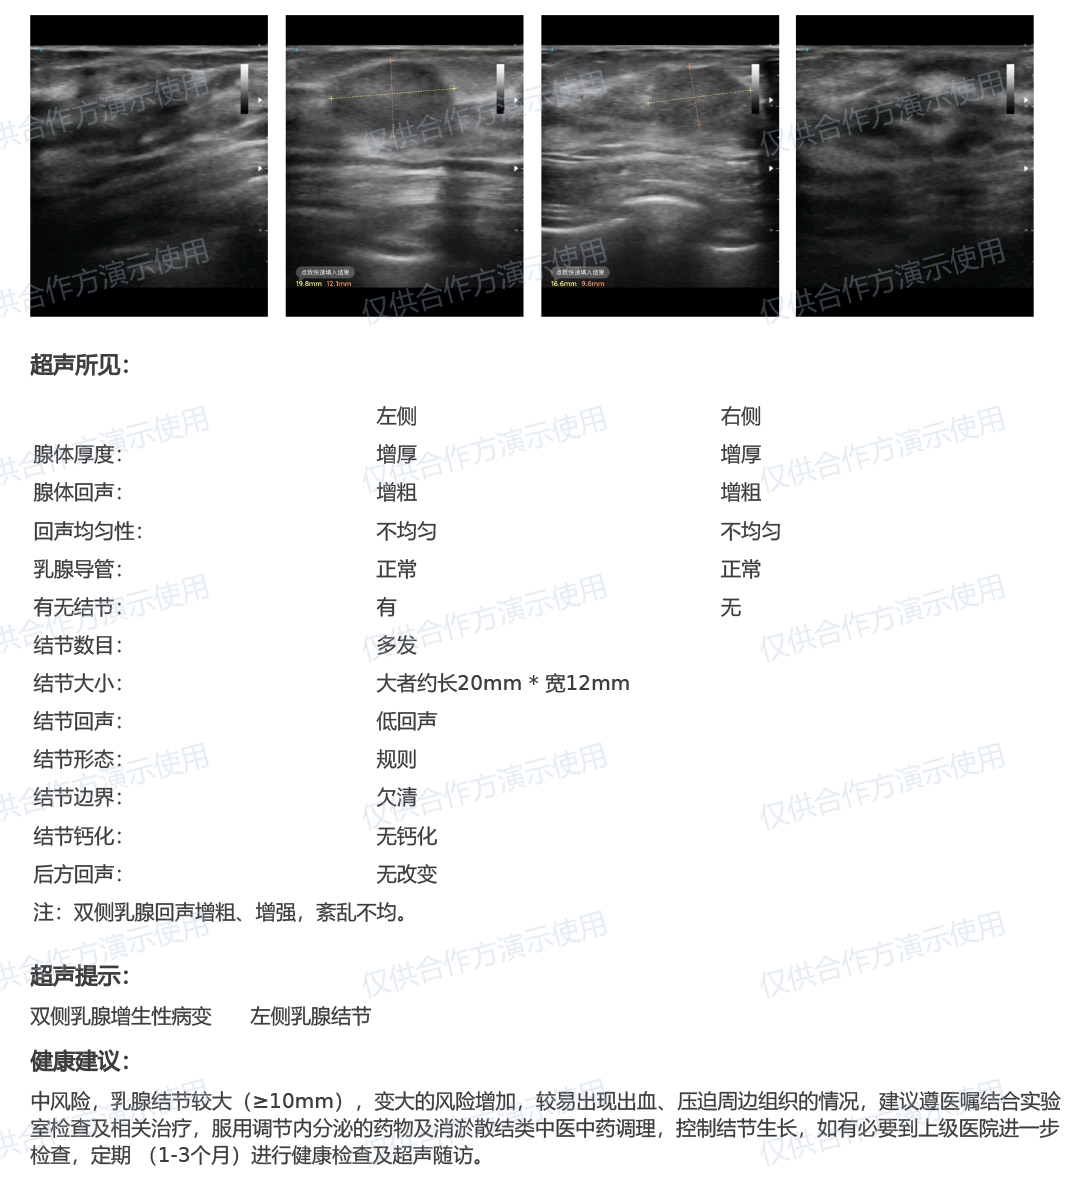 点我快速填入结果
19.8mm 12.1mm
点我快速填入结果
16.6mm 9.6mm
超声所见：
左侧 右侧
腺体厚度： 增厚 增厚
腺体回声： 增粗 增粗
回声均匀性： 不均匀 不均匀
乳腺导管： 正常 正常
有无结节： 有 无
结节数目： 多发
结节大小： 大者约长20mm * 宽12mm
结节回声： 低回声
结节形态： 规则
结节边界： 欠清
结节钙化： 无钙化
后方回声： 无改变
注：双侧乳腺回声增粗、增强，紊乱不均。
超声提示：
双侧乳腺增生性病变 左侧乳腺结节
健康建议：
中风险，乳腺结节较大（≥10mm），变大的风险增加，较易出现出血、压迫周边组织的情况，建议遵医嘱结合实验
室检查及相关治疗，服用调节内分泌的药物及消淤散结类中医中药调理，控制结节生长，如有必要到上级医院进一步
检查，定期 （1-3个月）进行健康检查及超声随访。
仅供合作方演示使用